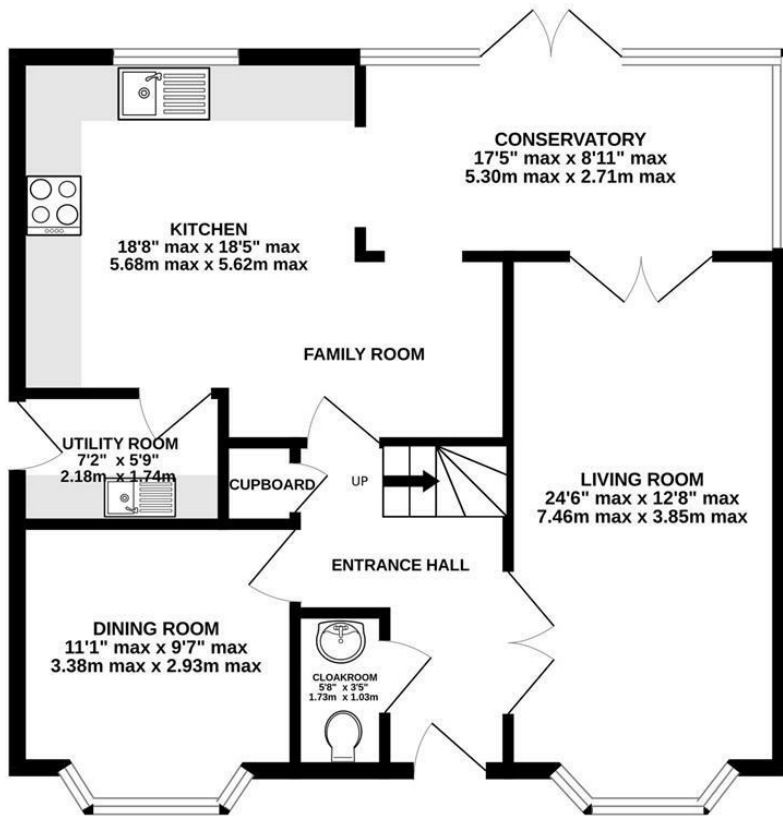 CONSERVATORY
17'5" max x 8'11" max
5.30m max x 2.71m max
KITCHEN
18'8" max x 18'5" max
5.68m max x 5.62m max
FAMILY ROOM
UTILITY ROOM
7'2" x 5'9"
2.18m x 1.74m
CUPBOARD
UP
LIVING ROOM
24'6" max x 12'8" max
7.46m max x 3.85m max
ENTRANCE HALL
DINING ROOM
11'1" max x 9'7" max
3.38m max x 2.93m max
CLOAKROOM
5'8" x 3'5"
1.73m x 1.03m